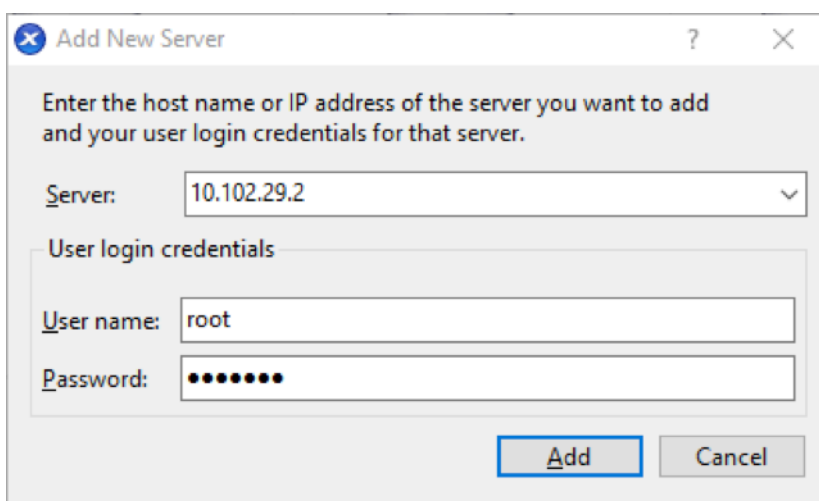 Add New Server
Enter the host name or IP address of the server you want to add
and your user login credentials for that server.
Server: 10.102.29.2
User login credentials
User name: root
Password: •••••••
Add Cancel